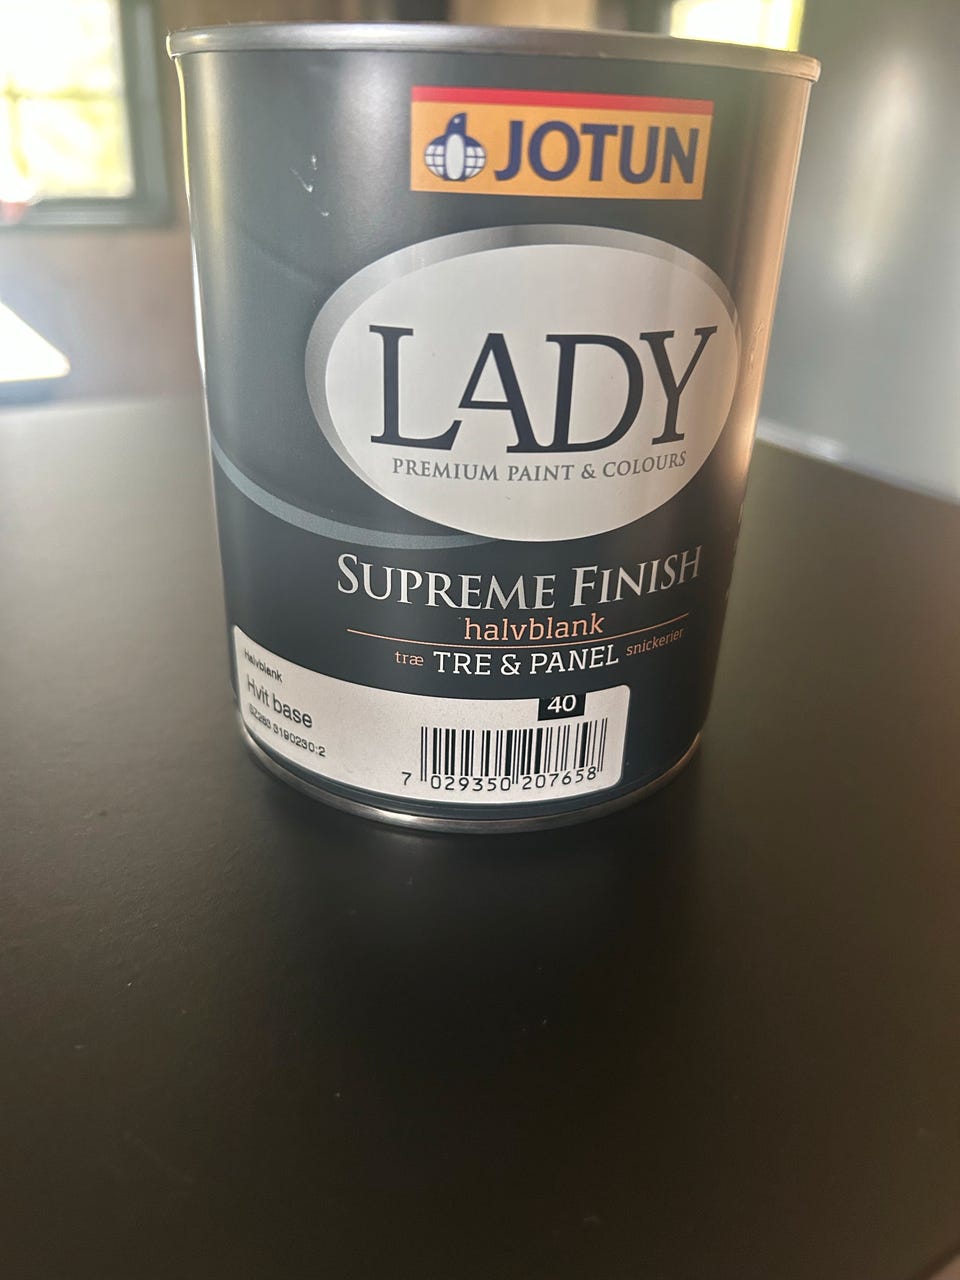 JOTUN
LADY
PREMIUM PAINT & COLOURS
SUPREME FINISH
halvblank
træ TRE & PANEL snickerier
Halvblank
Hvit base
40
7 029350 207658